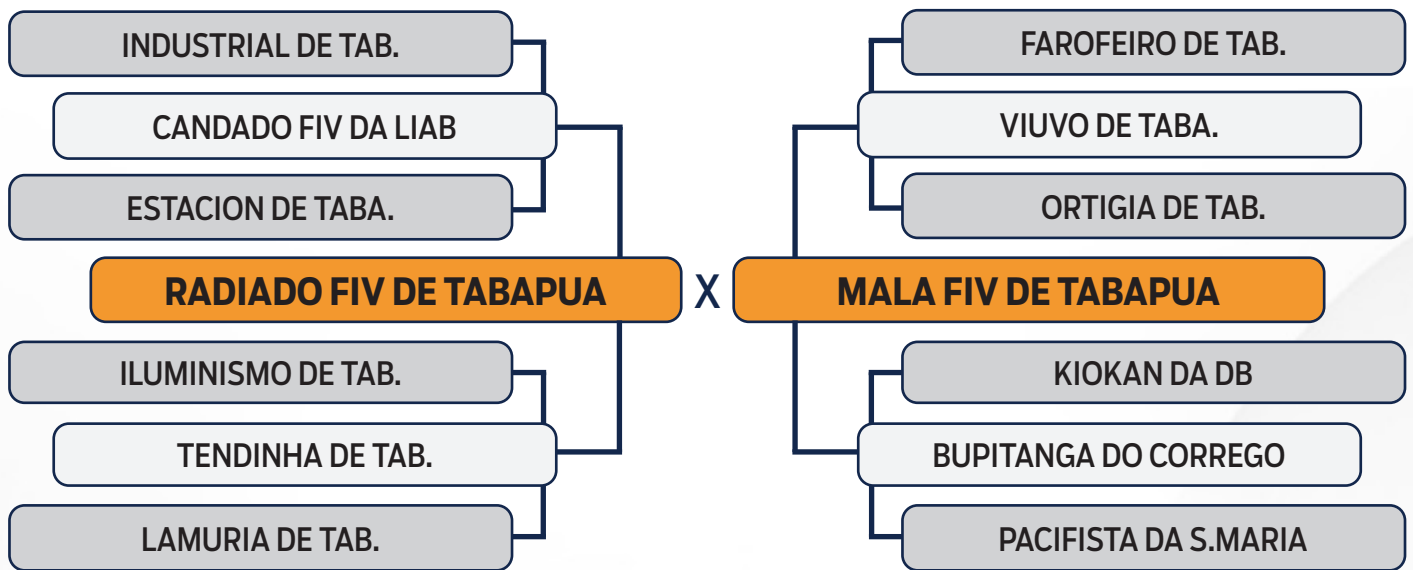 INDUSTRIAL DE TAB.
CANDADO FIV DA LIAB
ESTACION DE TABA.
RADIADO FIV DE TABAPUA
ILUMINISMO DE TAB.
TENDINHA DE TAB.
LAMURIA DE TAB.
X
FAROFEIRO DE TAB.
VIUVO DE TABA.
ORTIGIA DE TAB.
MALA FIV DE TABAPUA
KIOKAN DA DB
BUPITANGA DO CORREGO
PACIFISTA DA S.MARIA